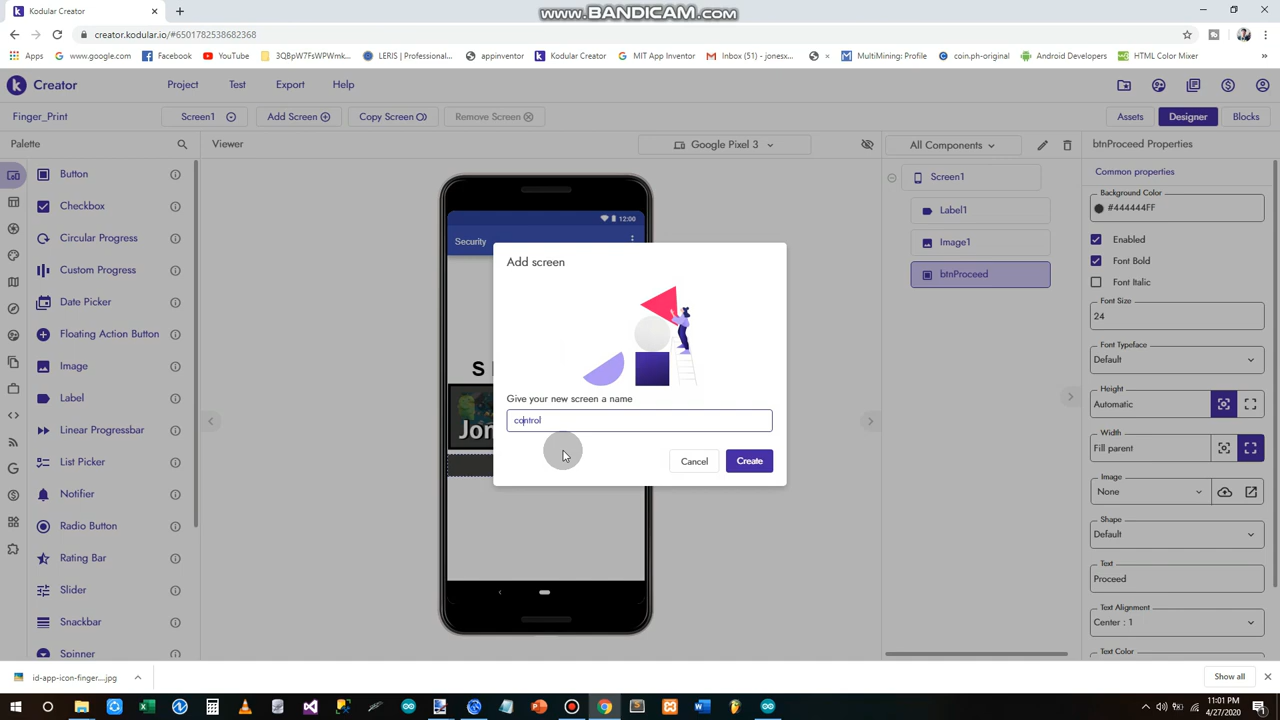 Kodular Creator
www.BANDICAM.com
creator.kodular.io/#6501782538682368
Apps
www.google.com
Facebook
YouTube
3QBpW7FsWPWmk...
LERIS | Professional...
appinventor
Kodular Creator
MIT App Inventor
Inbox (51) - jonesx...
MultiMining: Profile
coin.ph-original
Android Developers
HTML Color Mixer
Creator
Project
Test
Export
Help
Finger_Print
Screen1
Add Screen
Copy Screen
Remove Screen
Assets
Designer
Blocks
Palette
Viewer
Google Pixel 3
All Components
btnProceed Properties
Button
Checkbox
Circular Progress
Custom Progress
Date Picker
Floating Action Button
Image
Label
Linear Progressbar
List Picker
Notifier
Radio Button
Rating Bar
Slider
Snackbar
Spinner
12:00
Security
S
Jon
Add screen
Give your new screen a name
control
Cancel
Create
Screen1
Label1
Image1
btnProceed
Common properties
Background Color
#444444FF
Enabled
Font Bold
Font Italic
Font Size
24
Font Typeface
Default
Height
Automatic
Width
Fill parent
Image
None
Shape
Default
Text
Proceed
Text Alignment
Center : 1
Text Color
id-app-icon-finger....jpg
Show all
11:01 PM
4/27/2020